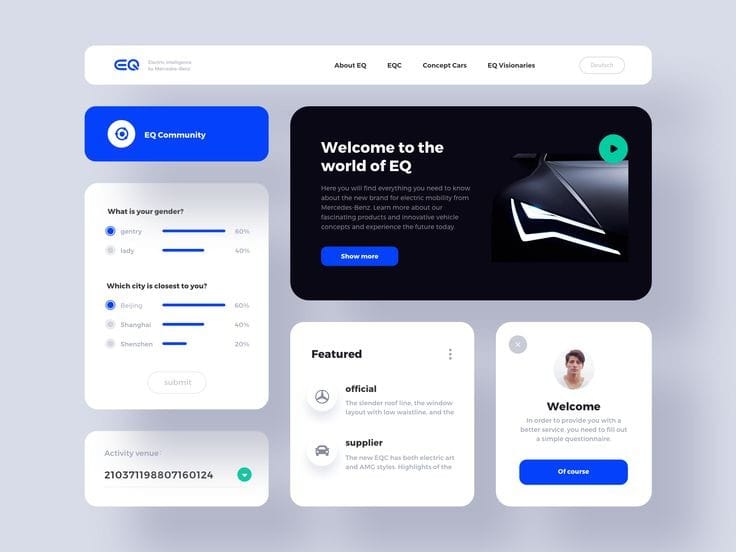 EQ
Electric intelligence
by Mercedes-Benz
About EQ
EQC
Concept Cars
EQ Visionaries
Deutsch
EQ Community
Welcome to the
world of EQ
Here you will find everything you need to know
about the new brand for electric mobility from
Mercedes-Benz. Learn more about our
fascinating products and innovative vehicle
concepts and experience the future today
Show more
What is your gender?
gentry 60%
lady 40%
Which city is closest to you?
Beijing 60%
Shanghai 40%
Shenzhen 20%
submit
Activity venue:
210371198807160124
Featured
official
The slender roof line, the window
layout with low waistline, and the
supplier
The new EQC has both electric art
and AMG styles. Highlights of the
Welcome
In order to provide you with a
better service, you need to fill out
a simple questionnaire.
Of course